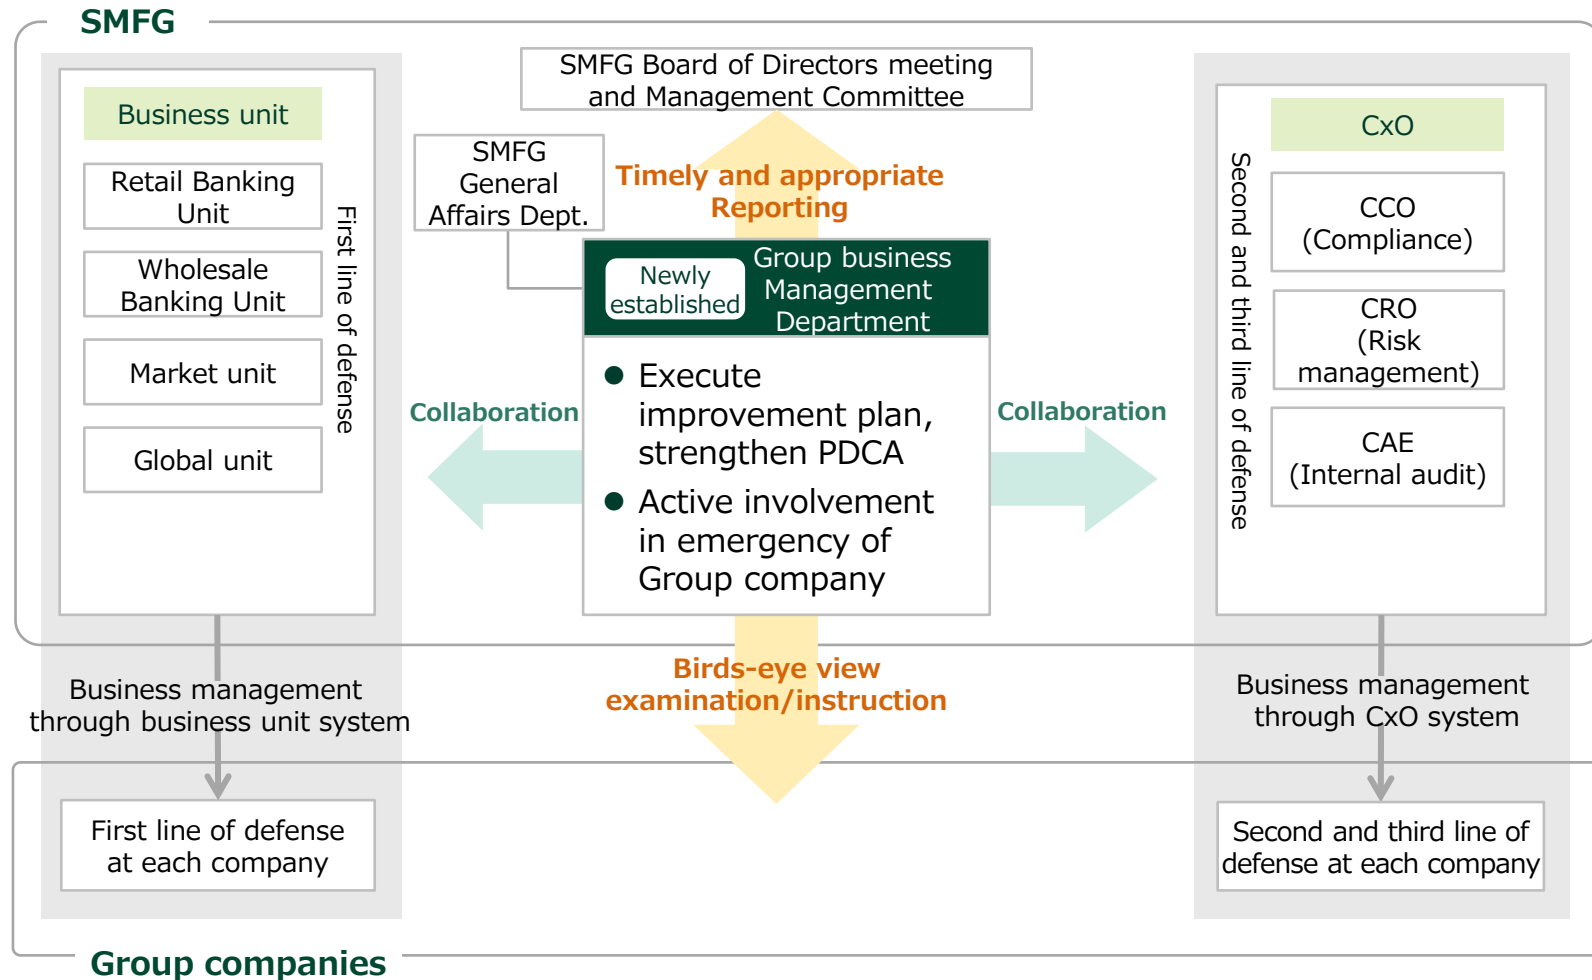 SMFG
Business unit
Retail Banking
Unit
Wholesale
Banking Unit
Market unit
Global unit
First line of defense
SMFG Board of Directors meeting
and Management Committee
SMFG
General
Affairs Dept.
Timely and appropriate
Reporting
Newly
established
Group business
Management
Department
● Execute
improvement plan,
strengthen PDCA
● Active involvement
in emergency of
Group company
Collaboration
Collaboration
CxO
CCO
(Compliance)
CRO
(Risk
management)
CAE
(Internal audit)
Second and third line of defense
Birds-eye view
examination/instruction
Business management
through business unit system
Business management
through CxO system
First line of defense
at each company
Second and third line of
defense at each company
Group companies